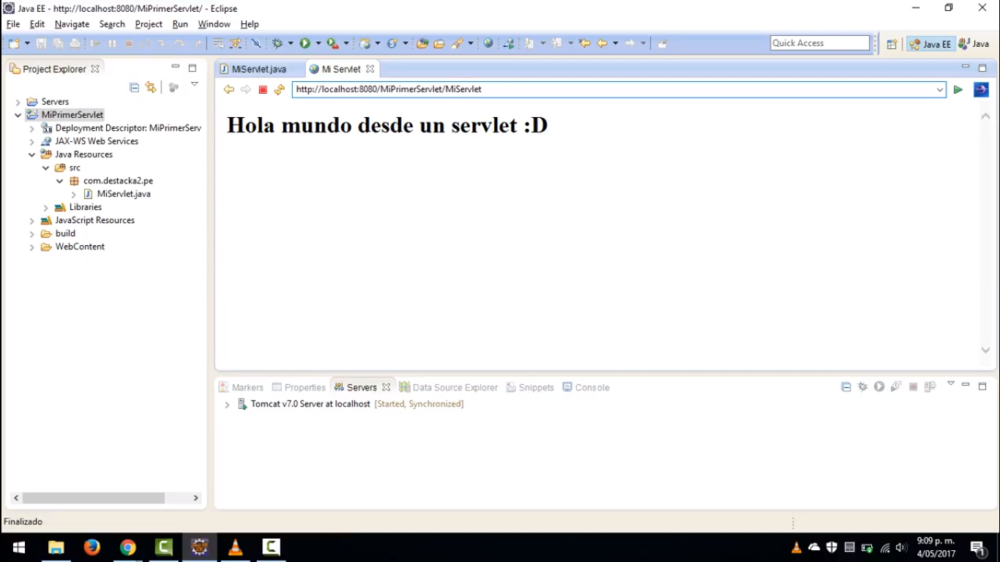 Java EE - http://localhost:8080/MiPrimerServlet/ - Eclipse
File Edit Navigate Search Project Run Window Help
Quick Access
Java EE
Java
Project Explorer
MiServlet.java
Mi Servlet
http://localhost:8080/MiPrimerServlet/MiServlet
Servers
MiPrimerServlet
Deployment Descriptor: MiPrimerServ
JAX-WS Web Services
Java Resources
src
com.destacka2.pe
MiServlet.java
Libraries
JavaScript Resources
build
WebContent
Hola mundo desde un servlet :D
Markers Properties Servers Data Source Explorer Snippets Console
Tomcat v7.0 Server at localhost [Started, Synchronized]
Finalizado
9:09 p. m.
4/05/2017